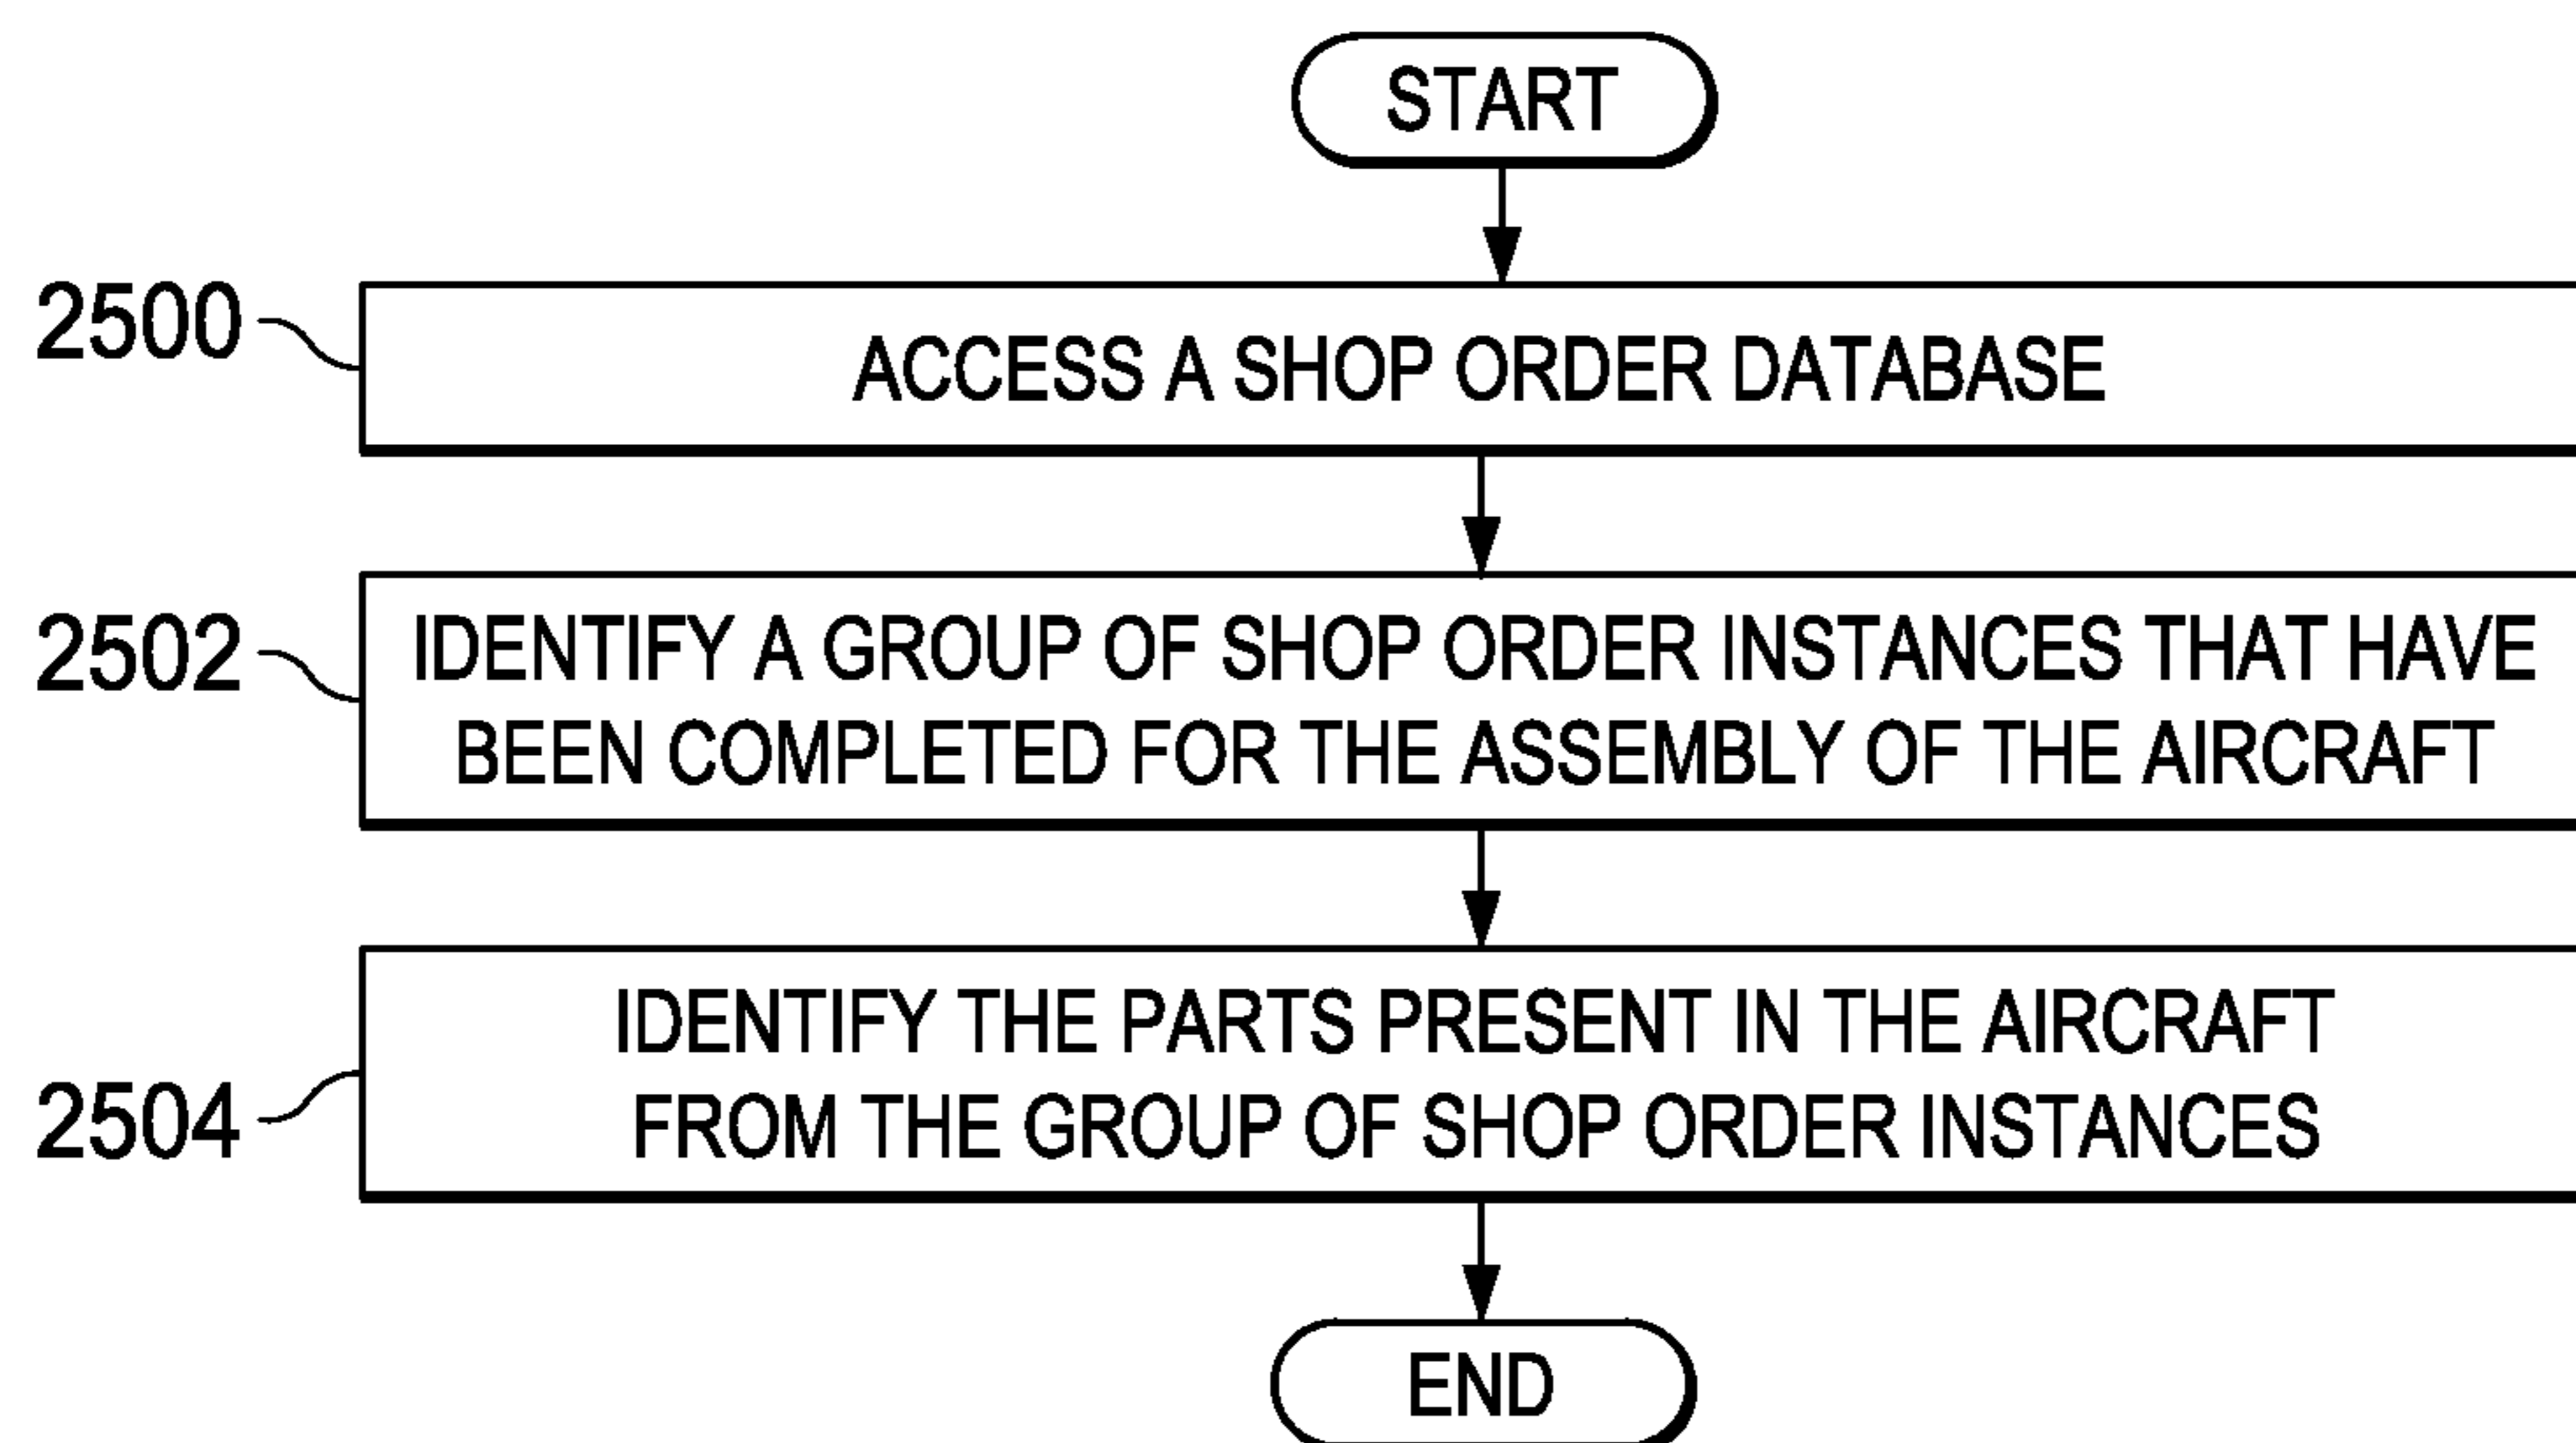 START
2500
ACCESS A SHOP ORDER DATABASE
2502
IDENTIFY A GROUP OF SHOP ORDER INSTANCES THAT HAVE
BEEN COMPLETED FOR THE ASSEMBLY OF THE AIRCRAFT
2504
IDENTIFY THE PARTS PRESENT IN THE AIRCRAFT
FROM THE GROUP OF SHOP ORDER INSTANCES
END